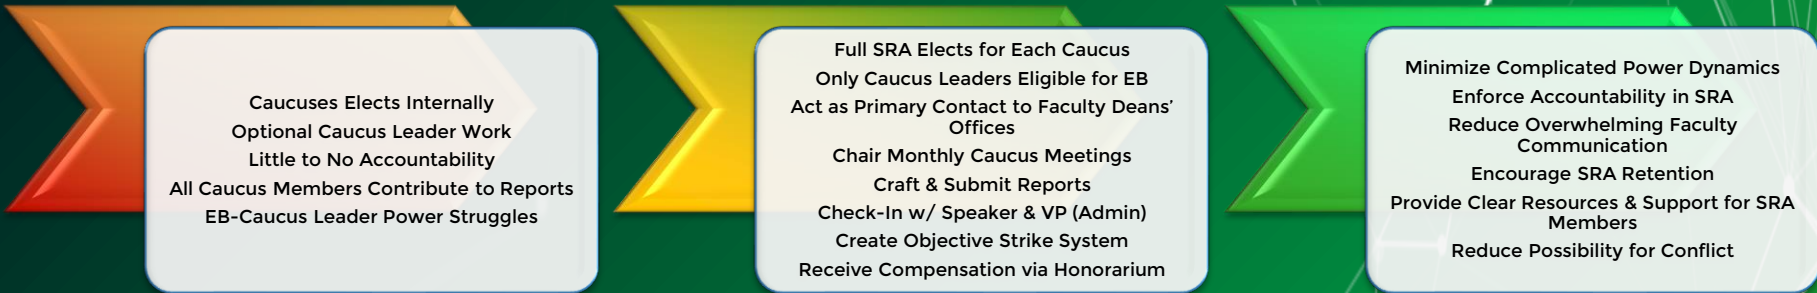 Caucuses Elects Internally
Optional Caucus Leader Work
Little to No Accountability
All Caucus Members Contribute to Reports
EB-Caucus Leader Power Struggles
Full SRA Elects for Each Caucus
Only Caucus Leaders Eligible for EB
Act as Primary Contact to Faculty Deans’
Offices
Chair Monthly Caucus Meetings
Craft & Submit Reports
Check-In w/ Speaker & VP (Admin)
Create Objective Strike System
Receive Compensation via Honorarium
Minimize Complicated Power Dynamics
Enforce Accountability in SRA
Reduce Overwhelming Faculty
Communication
Encourage SRA Retention
Provide Clear Resources & Support for SRA
Members
Reduce Possibility for Conflict